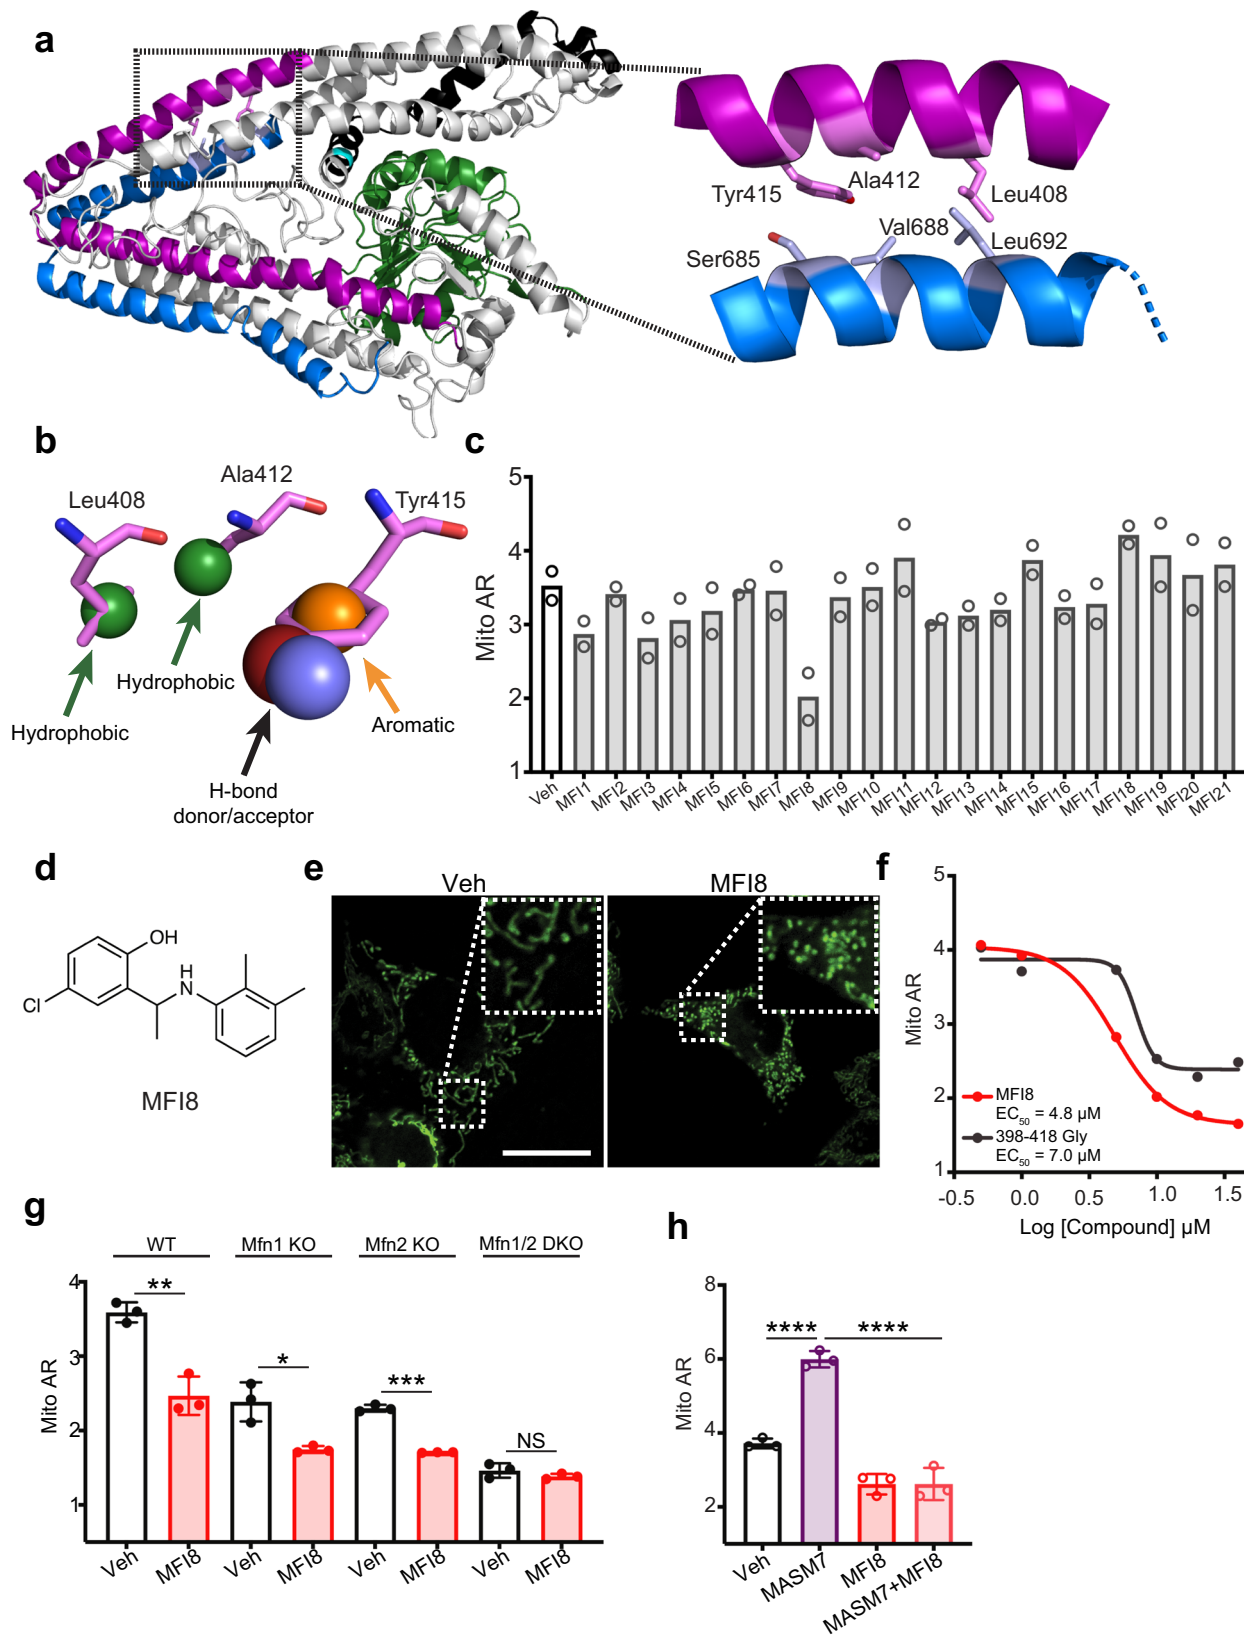 a
Tyr415
Ala412
Leu408
Ser685
Val688
Leu692
b
Leu408
Ala412
Tyr415
Hydrophobic
Hydrophobic
Aromatic
H-bond
donor/acceptor
c
Mito AR
5
4
3
2
1
Veh
MFI1
MFI2
MFI3
MFI4
MFI5
MFI6
MFI7
MFI8
MFI9
MFI10
MFI11
MFI12
MFI13
MFI14
MFI15
MFI16
MFI17
MFI18
MFI19
MFI20
MFI21
d
OH
H
N
Cl
MFI8
e
Veh
MFI8
f
Mito AR
5
4
3
2
1
MFI8
EC50 = 4.8 µM
398-418 Gly
EC50 = 7.0 µM
-0.5
0.0
0.5
1.0
1.5
Log [Compound] µM
g
WT
Mfn1 KO
Mfn2 KO
Mfn1/2 DKO
Mito AR
4
3
2
1
**
*
***
NS
Veh
MFI8
Veh
MFI8
Veh
MFI8
Veh
MFI8
h
Mito AR
8
6
4
2
****
****
Veh
MASM7
MFI8
MASM7+MFI8